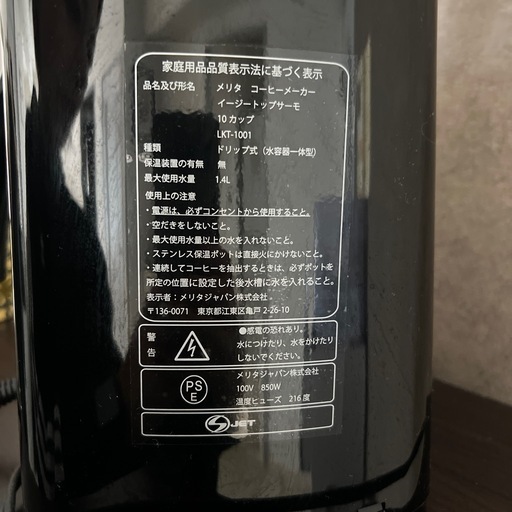 家庭用品品質表示法に基づく表示
品名及び形名 メリタ コーヒーメーカー
イージートップサーモ
10カップ
LKT-1001
種類 ドリップ式(水容器一体型)
保温装置の有無 無
最大使用水量 1.4L
使用上の注意
・電源は、必ずコンセントから使用すること。
・空だきをしないこと。
・最大使用水量以上の水を入れないこと。
・ステンレス保温ポットは直接火にかけないこと。
・連続してコーヒーを抽出するときは、必ずポットを
所定の位置に設定した後水槽に水を入れること。
表示者:メリタジャパン株式会社
〒136-0071 東京都江東区亀戸2-26-10
警告
●感電の恐れあり。
水につけたり、水をかけたり
しないでください。
PS
E
メリタジャパン株式会社
100V 850W
温度ヒューズ 216度
JET